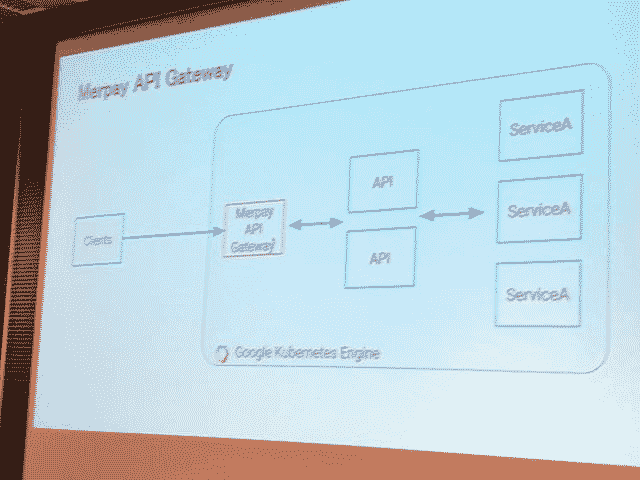 Merpay API Gateway
Clients
Merpay
API
Gateway
API
API
ServiceA
ServiceA
ServiceA
Google Kubernetes Engine